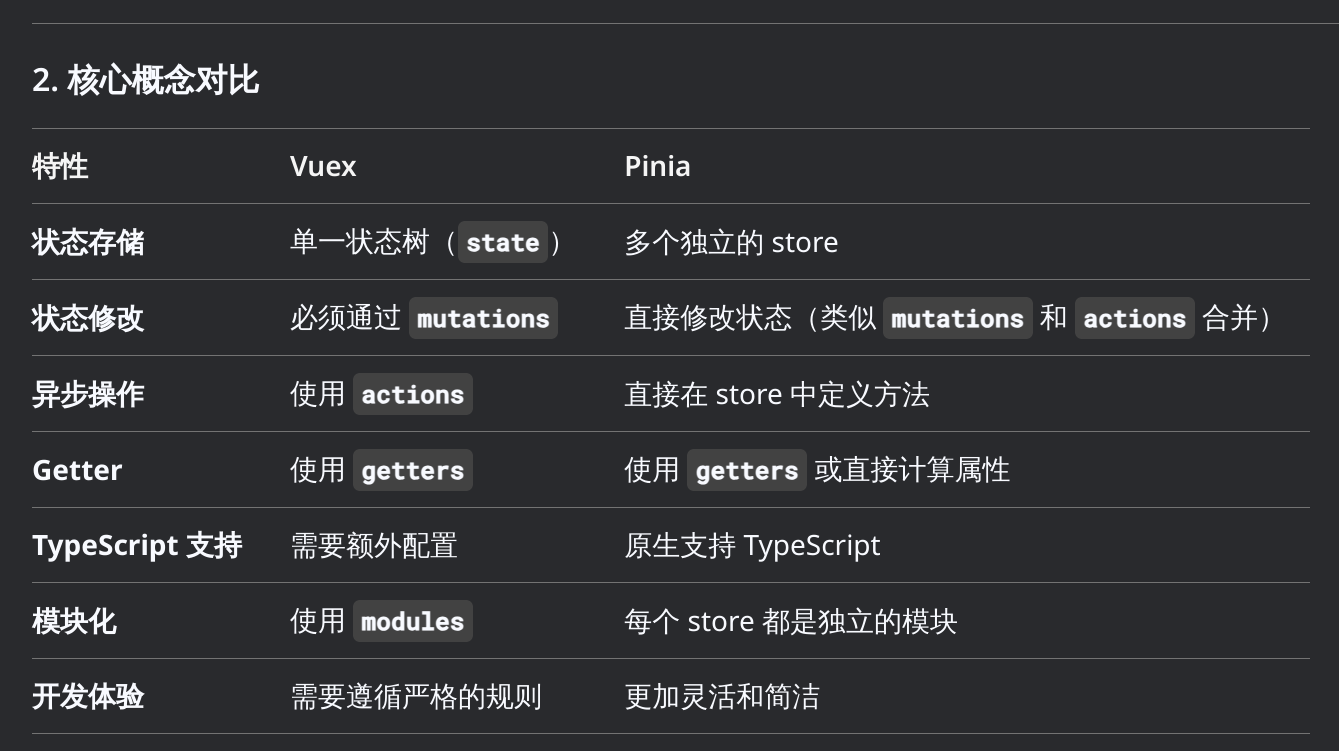 2. 核心概念对比
特性 Vuex Pinia
状态存储 单一状态树（state） 多个独立的 store
状态修改 必须通过 mutations 直接修改状态（类似 mutations 和 actions 合并）
异步操作 使用 actions 直接在 store 中定义方法
Getter 使用 getters 使用 getters 或直接计算属性
TypeScript 支持 需要额外配置 原生支持 TypeScript
模块化 使用 modules 每个 store 都是独立的模块
开发体验 需要遵循严格的规则 更加灵活和简洁